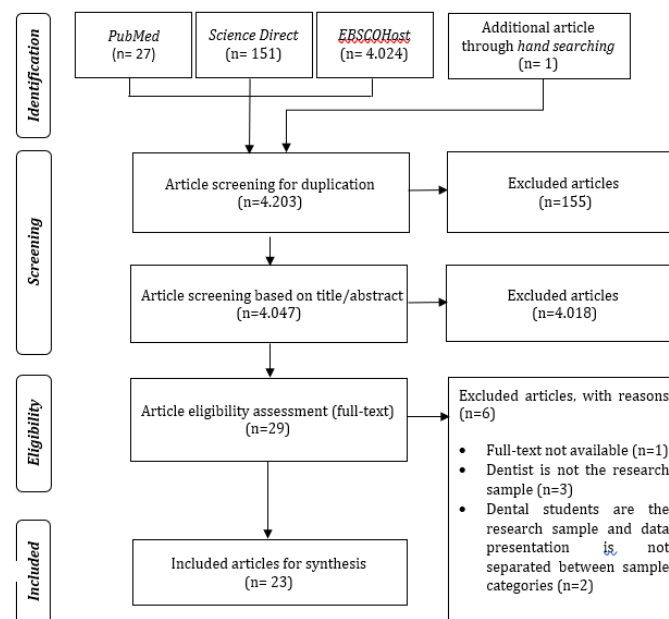 Identification
PubMed
(n= 27)
Science Direct
(n= 151)
EBSCOHost
(n= 4.024)
Additional article
through hand searching
(n= 1)
Screening
Article screening for duplication
(n=4.203)
Excluded articles
(n=155)
Article screening based on title/abstract
(n=4.047)
Excluded articles
(n=4.018)
Eligibility
Article eligibility assessment (full-text)
(n=29)
Excluded articles, with reasons
(n=6)
• Full-text not available (n=1)
• Dentist is not the research
sample (n=3)
• Dental students are the
research sample and data
presentation is not
separated between sample
categories (n=2)
Included
Included articles for synthesis
(n= 23)